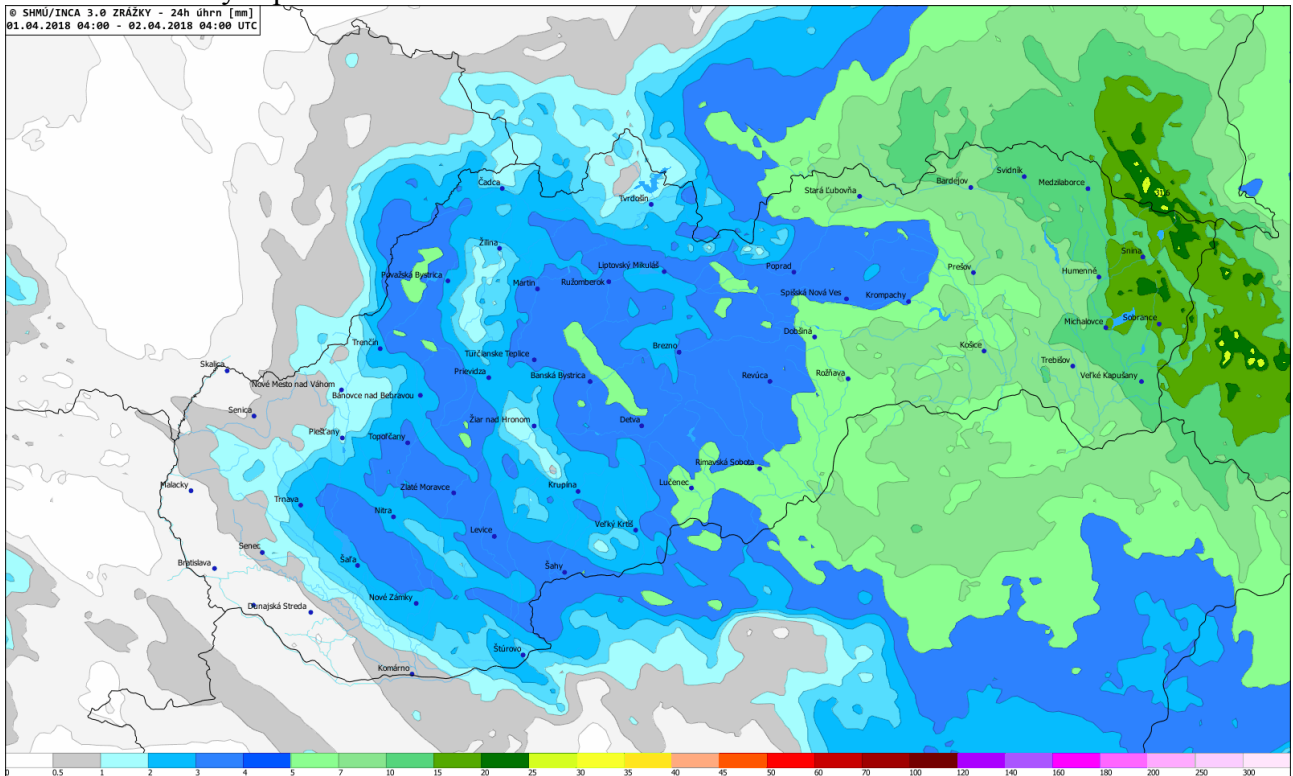 © SHMÚ/INCA 3.0 ZRÁŽKY - 24h úhrn [mm]
01.04.2018 04:00 - 02.04.2018 04:00 UTC
Čadca
Tvrdošín
Stará Ľubovňa
Bardejov
Svidník
Medzilaborce
Žilina
Považská Bystrica
Martin
Ružomberok
Liptovský Mikuláš
Poprad
Spišská Nová Ves
Krompachy
Prešov
Humenné
Snina
Trenčín
Turčianske Teplice
Prievidza
Banská Bystrica
Brezno
Dobšiná
Revúca
Rožňava
Košice
Michalovce
Sobrance
Trebišov
Veľké Kapušany
Skalica
Nové Mesto nad Váhom
Bánovce nad Bebravou
Senica
Piešťany
Topoľčany
Žiar nad Hronom
Detva
Rimavská Sobota
Lučenec
Malacky
Trnava
Zlaté Moravce
Krupina
Nitra
Levice
Veľký Krtíš
Senec
Bratislava
Šaľa
Šahy
Dunajská Streda
Nové Zámky
Štúrovo
Komárno
0 0.5 1 2 3 4 5 7 10 15 20 25 30 35 40 45 50 60 70 100 120 140 160 180 200 250 300